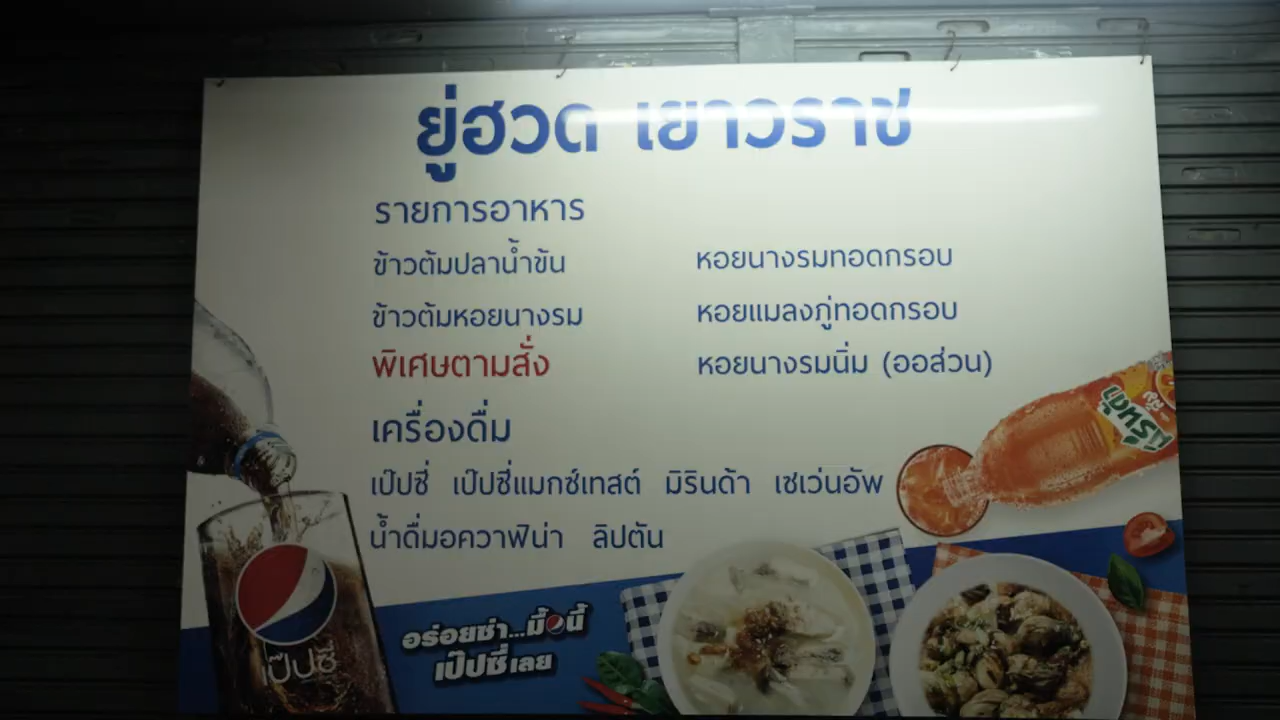 ยู่ฮวด เยาวราช
รายการอาหาร
ข้าวต้มปลาน้ำขัน
หอยนางรมทอดกรอบ
ข้าวต้มหอยนางรม
หอยแมลงภู่ทอดกรอบ
พิเศษตามสั่ง
หอยนางรมนิ่ม (ออส่วน)
เครื่องดื่ม
เป๊ปซี่ เป๊ปซี่แมกซ์เทสต์ มิรินด้า เซเว่นอัพ
น้ำดื่มอควาฟิน่า ลิปตัน
มิรินด้า
เป๊ปซี่
อร่อยซ่า...มื้อนี้
เป๊ปซี่เลย